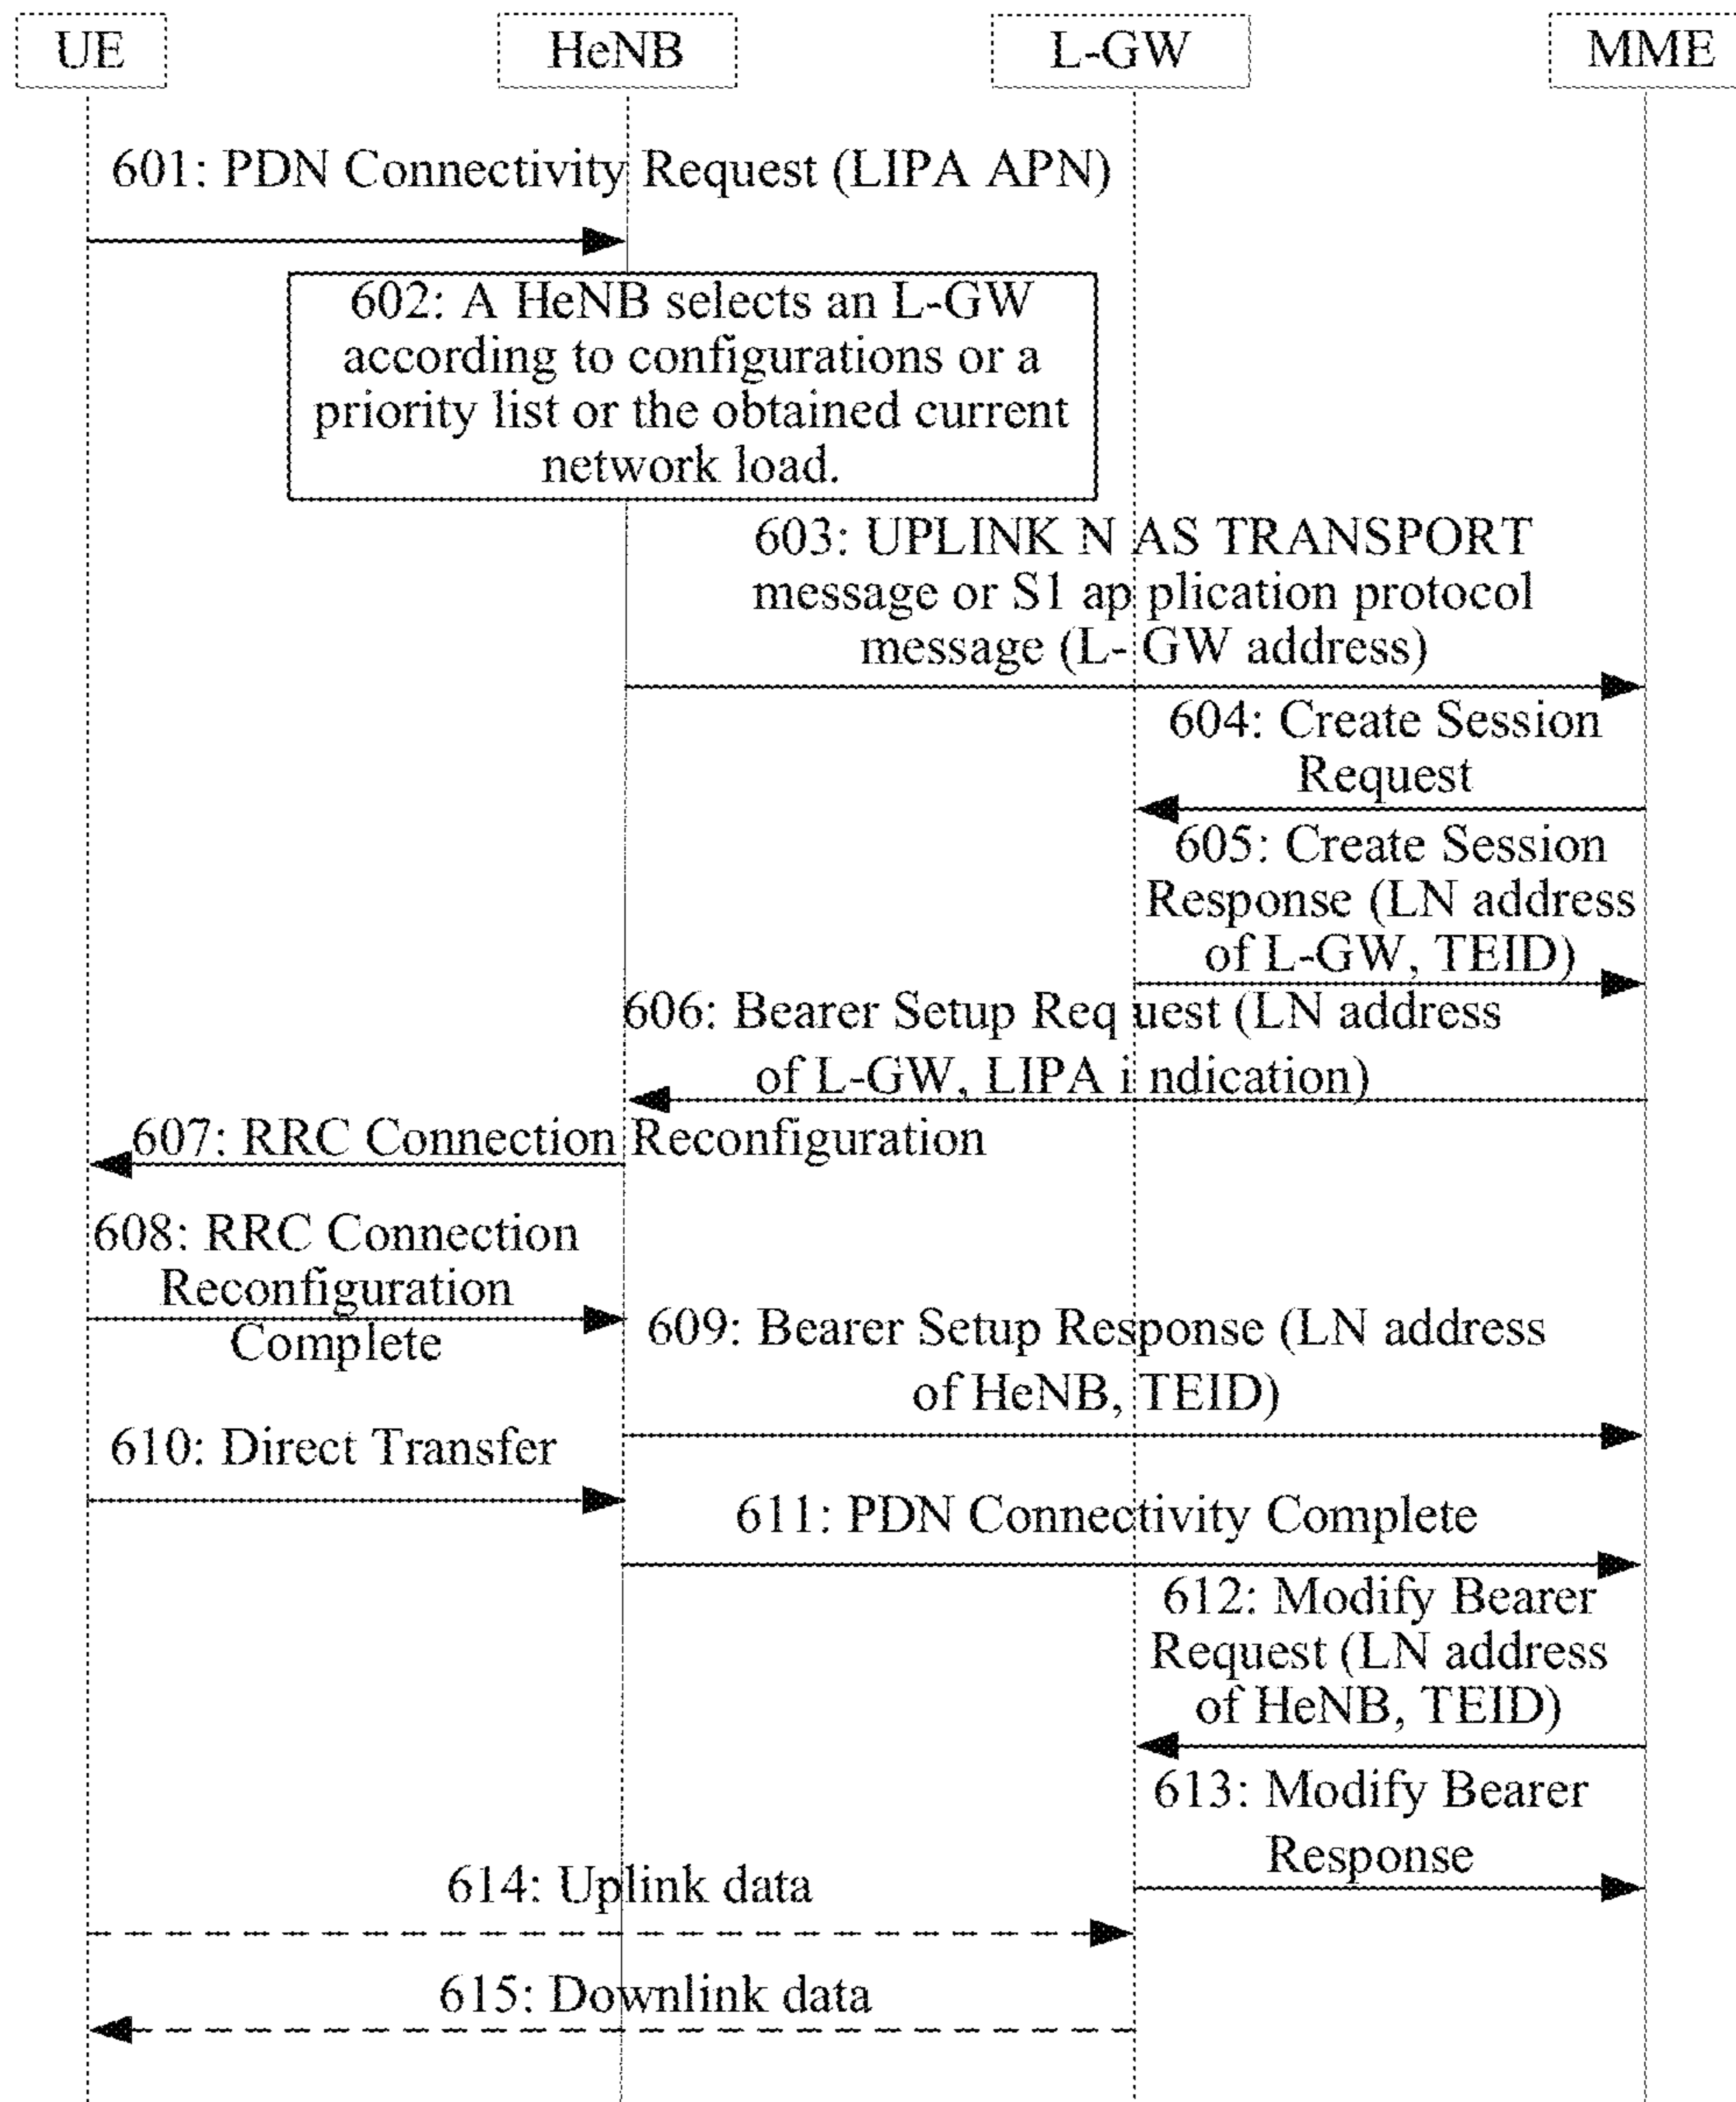 UE
HeNB
L-GW
MME
601: PDN Connectivity Request (LIPA APN)
602: A HeNB selects an L-GW
according to configurations or a
priority list or the obtained current
network load.
603: UPLINK N AS TRANSPORT
message or S1 ap plication protocol
message (L- GW address)
604: Create Session
Request
605: Create Session
Response (LN address
of L-GW, TEID)
606: Bearer Setup Req uest (LN address
of L-GW, LIPA i ndication)
607: RRC Connection Reconfiguration
608: RRC Connection
Reconfiguration
Complete
609: Bearer Setup Response (LN address
of HeNB, TEID)
610: Direct Transfer
611: PDN Connectivity Complete
612: Modify Bearer
Request (LN address
of HeNB, TEID)
613: Modify Bearer
Response
614: Uplink data
615: Downlink data